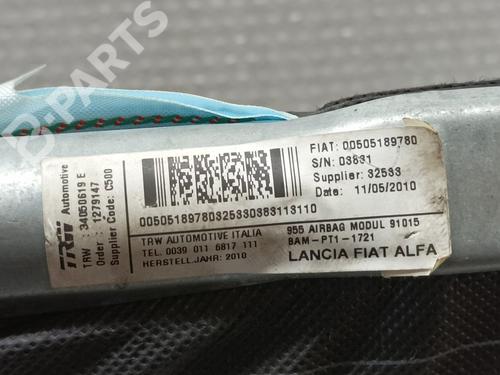 B-PARTS
TRW Automotive
TRW : 34050619 E
Order : 1279147
Supplier Code: C500
FIAT: 00505189780
S/N: 03831
Supplier: 32533
Date: 11/05/2010
00505189780325330383113110
TRW AUTOMOTIVE ITALIA
TEL. 0039 011 6817 111
HERSTELL.JAHR: 2010
955 AIRBAG MODUL 91015
BAM-PT1-1721
LANCIA FIAT ALFA